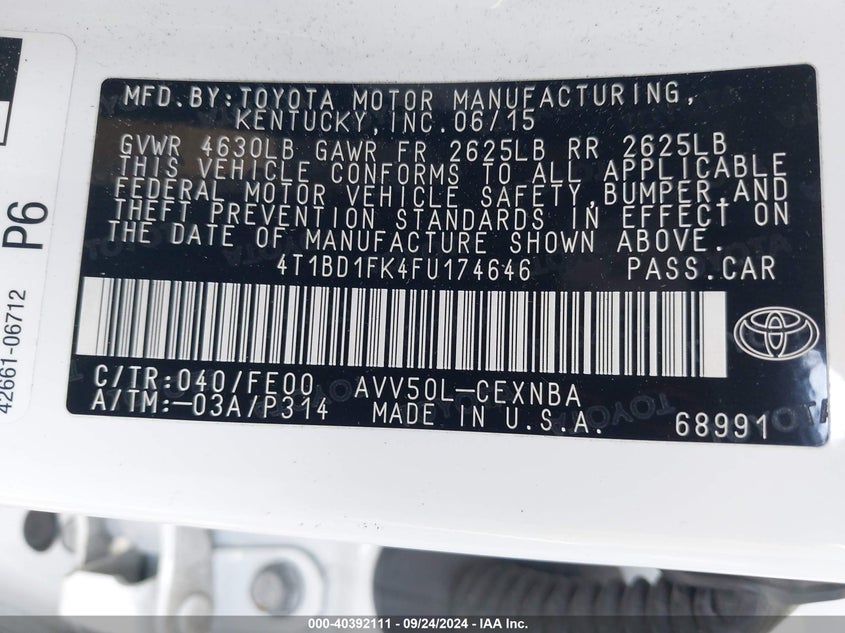 MFD.BY:TOYOTA MOTOR MANUFACTURING,
KENTUCKY,INC.06/15
GVWR 4630LB GAWR FR 2625LB RR 2625LB
THIS VEHICLE CONFORMS TO ALL APPLICABLE
FEDERAL MOTOR VEHICLE SAFETY,BUMPER,AND
THEFT PREVENTION STANDARDS IN EFFECT ON
THE DATE OF MANUFACTURE SHOWN ABOVE.
4T1BD1FK4FU174646 PASS.CAR
C/TR:040/FE00 AVV50L-CEXNBA
A/TM:-03A/P314 MADE IN U.S.A. 68991
P6
42661-06712
000-40392111 - 09/24/2024 - IAA Inc.